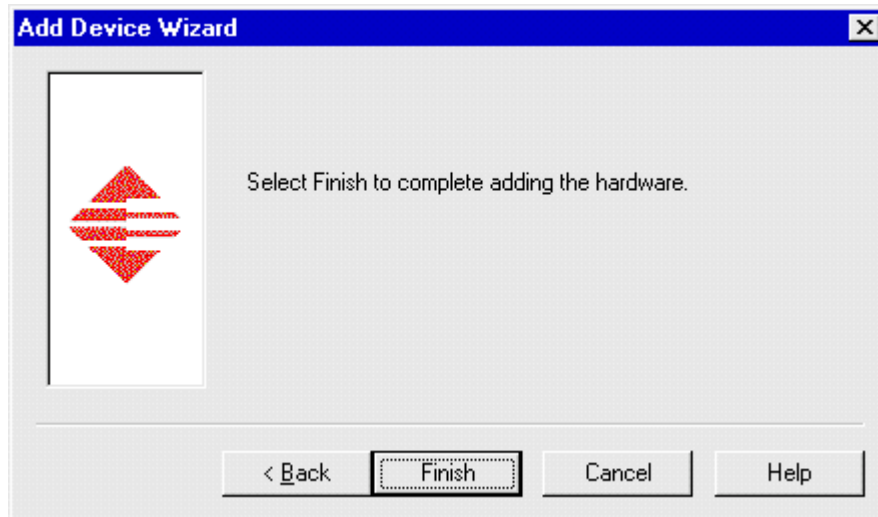 Add Device Wizard
Select Finish to complete adding the hardware.
< Back Finish Cancel Help